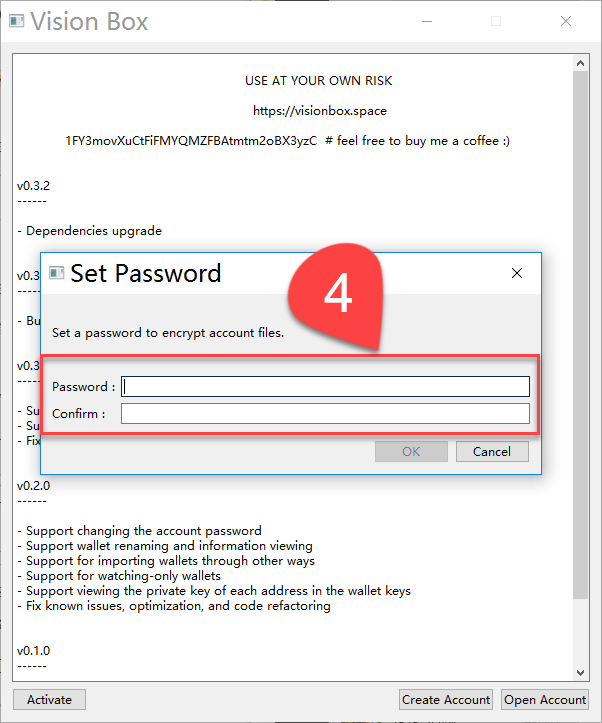 Vision Box
USE AT YOUR OWN RISK
https://visionbox.space
1FY3movXuCtFiFMYQMZFBAtmtm2oBX3yzC # feel free to buy me a coffee :)
v0.3.2
------
- Dependencies upgrade
v0.3
- Bu
v0.3
- Su
- Su
- Fix
4
Set Password
Set a password to encrypt account files.
Password :
Confirm :
OK Cancel
v0.2.0
------
- Support changing the account password
- Support wallet renaming and information viewing
- Support for importing wallets through other ways
- Support for watching-only wallets
- Support viewing the private key of each address in the wallet keys
- Fix known issues, optimization, and code refactoring
v0.1.0
------
Activate Create Account Open Account